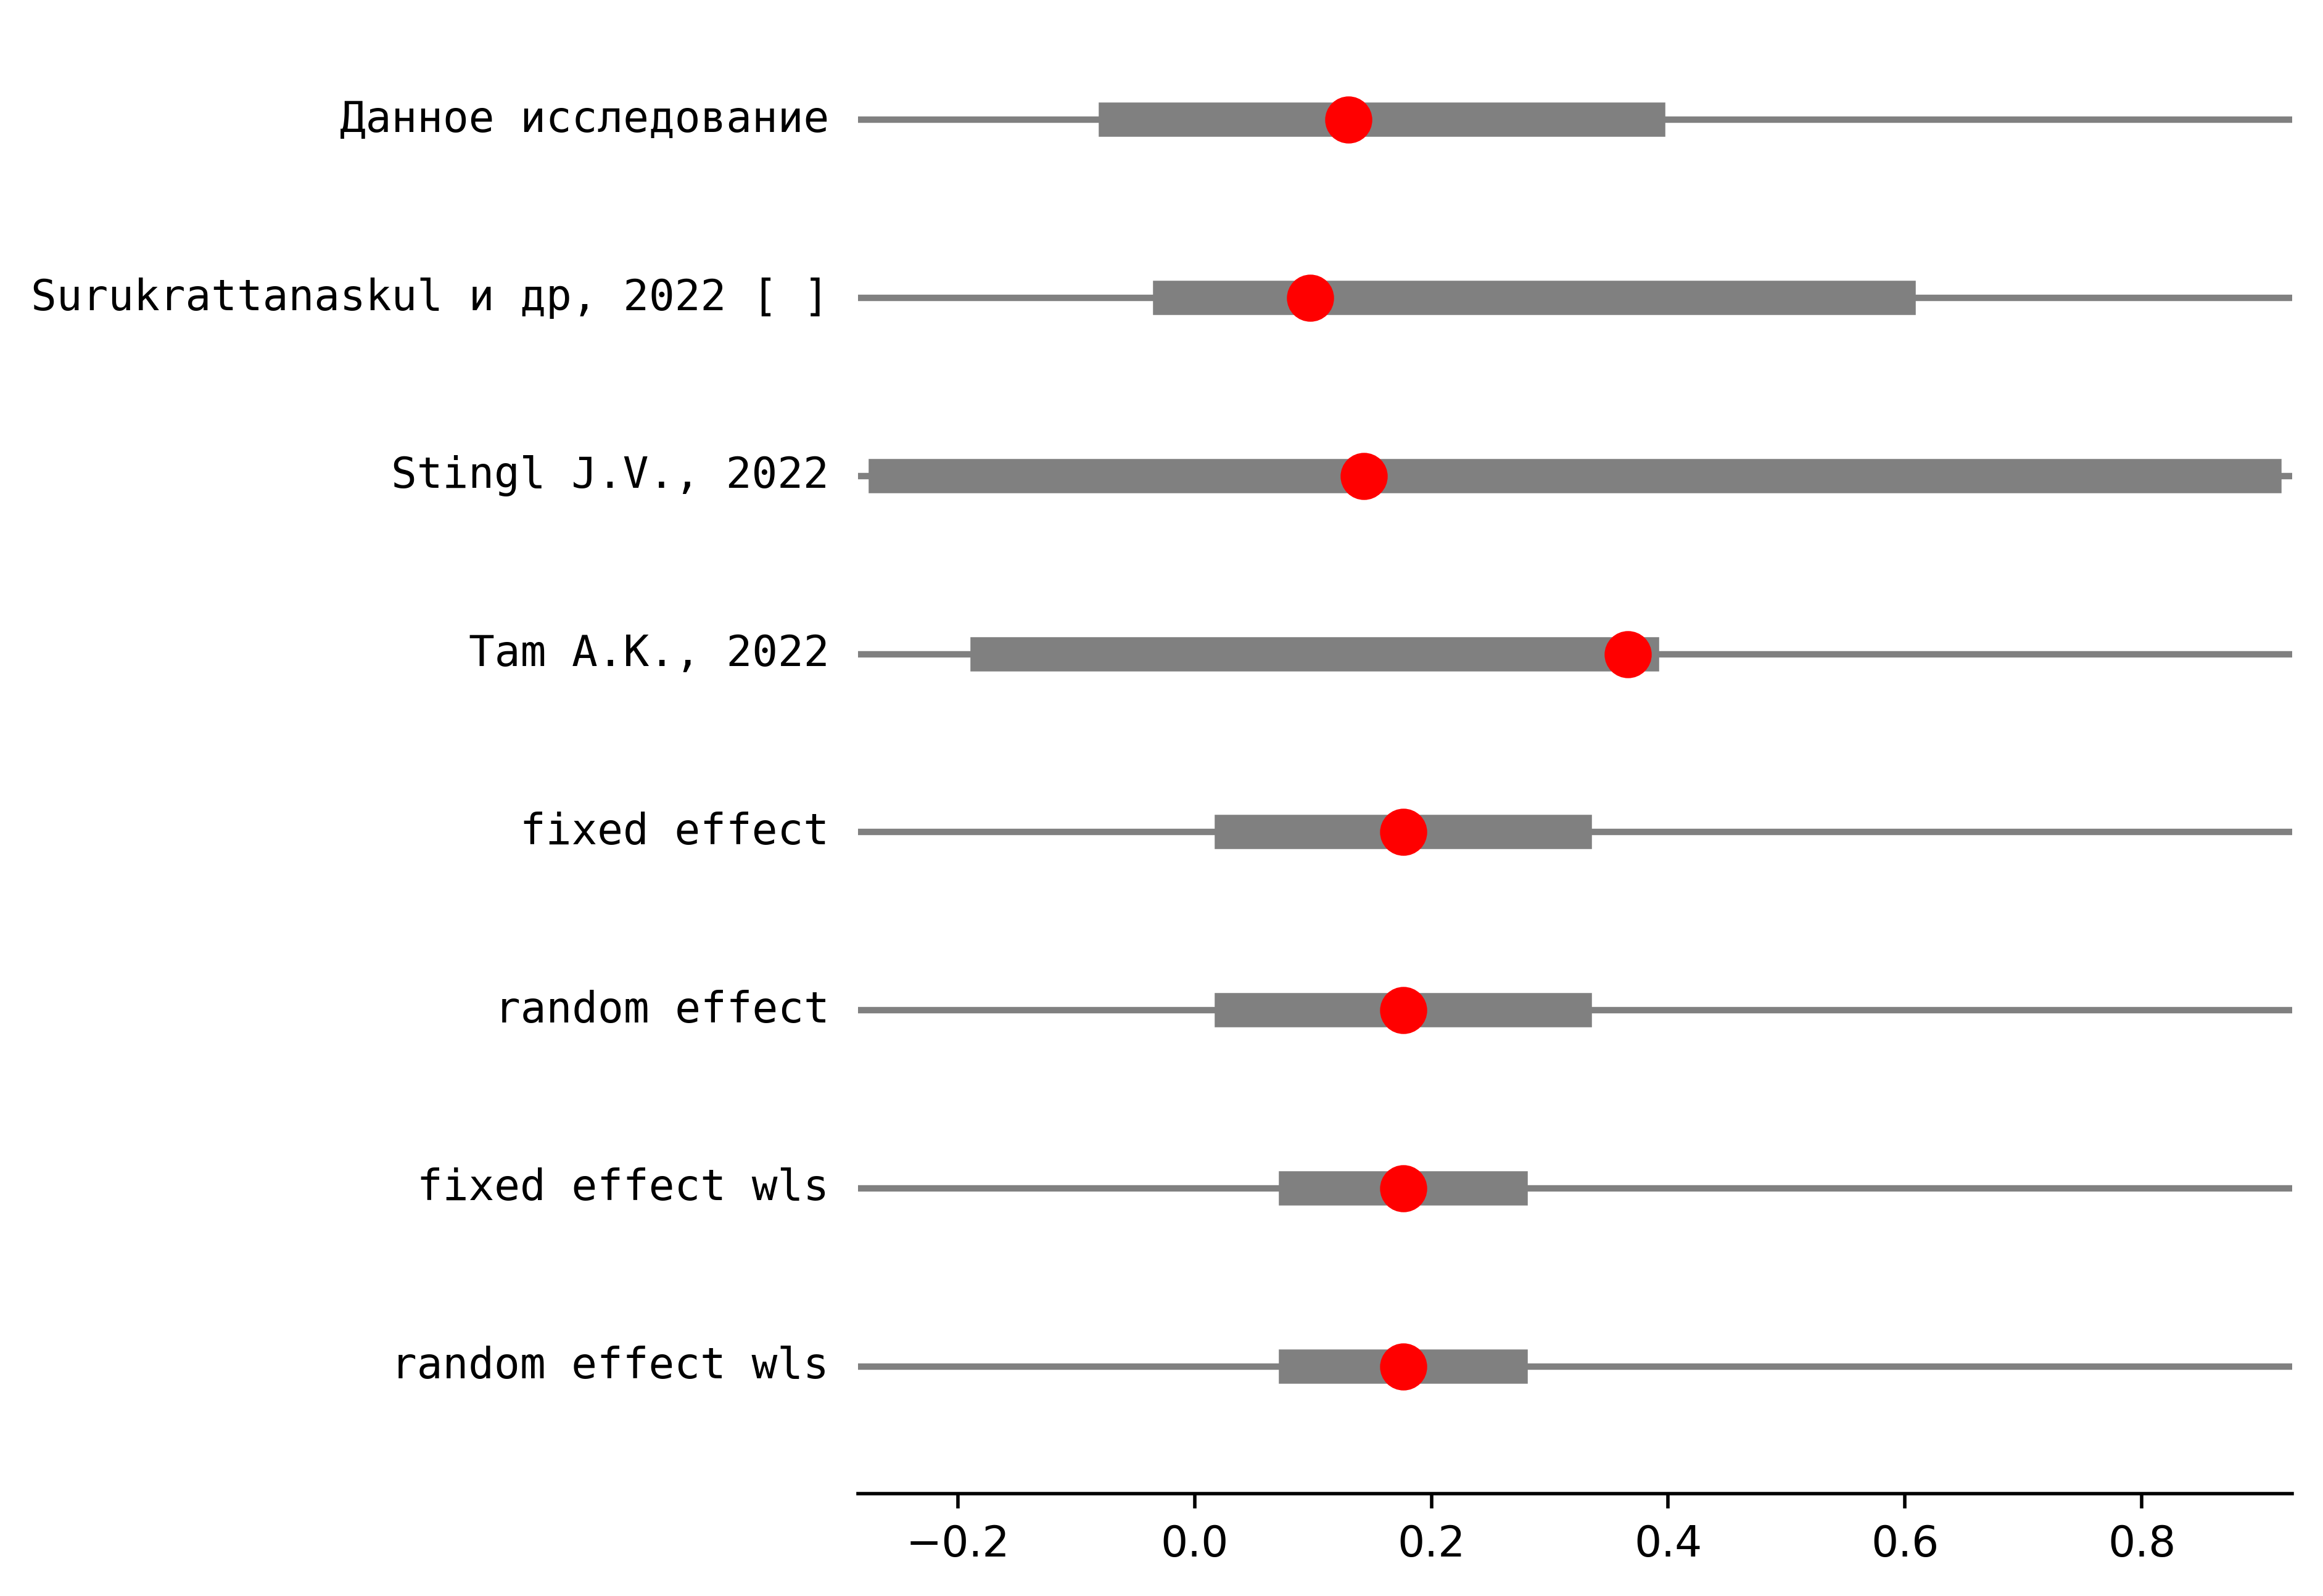 Данное исследование
Surukrattanaskul и др, 2022 [ ]
Stingl J.V., 2022
Tam A.K., 2022
fixed effect
random effect
fixed effect wls
random effect wls
−0.2 0.0 0.2 0.4 0.6 0.8